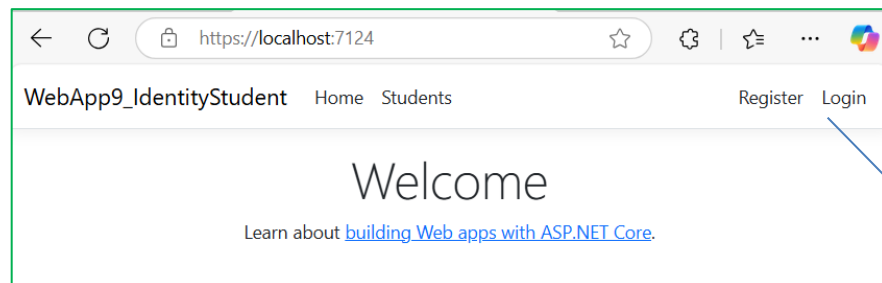 https://localhost:7124
WebApp9_IdentityStudent Home Students Register Login
Welcome
Learn about building Web apps with ASP.NET Core.